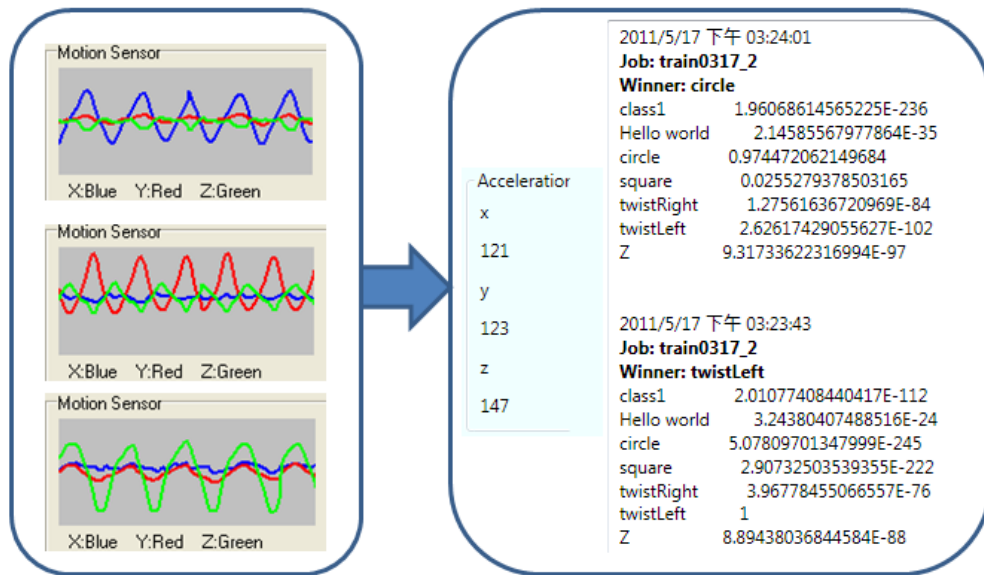 Motion Sensor
X:Blue Y:Red Z:Green
Motion Sensor
X:Blue Y:Red Z:Green
Motion Sensor
X:Blue Y:Red Z:Green
Acceleration
x
121
y
123
z
147
2011/5/17 下午 03:24:01
Job: train0317_2
Winner: circle
class1 1.96068614565225E-236
Hello world 2.14585567977864E-35
circle 0.974472062149684
square 0.0255279378503165
twistRight 1.27561636720969E-84
twistLeft 2.62617429055627E-102
Z 9.31733622316994E-97
2011/5/17 下午 03:23:43
Job: train0317_2
Winner: twistLeft
class1 2.01077408440417E-112
Hello world 3.24380407488516E-24
circle 5.07809701347999E-245
square 2.90732503539355E-222
twistRight 3.96778455066557E-76
twistLeft 1
Z 8.89438036844584E-88